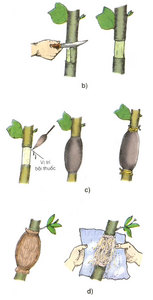 b)
Vị trí
bôi thuốc
c)
d)